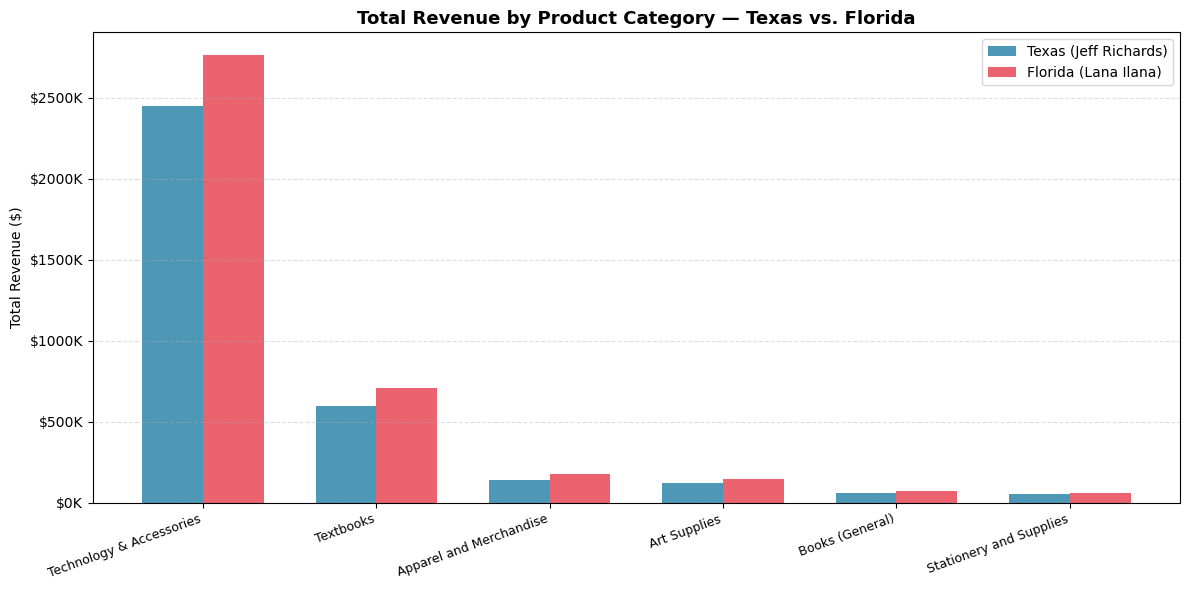 Total Revenue by Product Category — Texas vs. Florida
Texas (Jeff Richards)
Florida (Lana Ilana)
Total Revenue ($)
$2500K
$2000K
$1500K
$1000K
$500K
$0K
Technology & Accessories
Textbooks
Apparel and Merchandise
Art Supplies
Books (General)
Stationery and Supplies